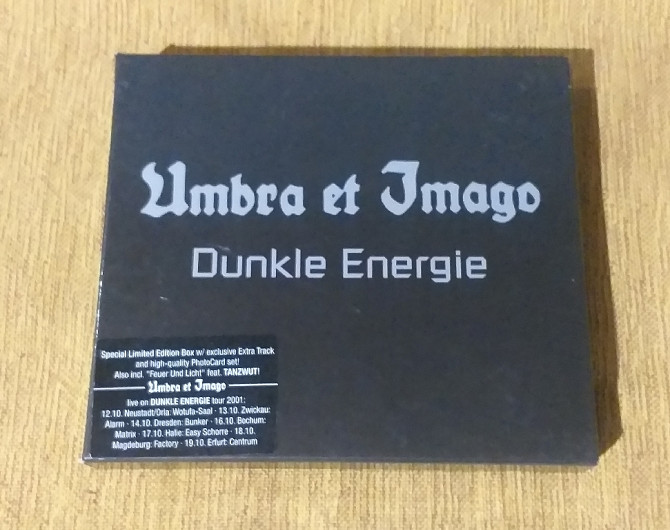 Umbra et Imago
Dunkle Energie
Special Limited Edition Box w/ exclusive Extra Track
and high-quality PhotoCard set!
Also incl. "Feuer Und Licht" feat. TANZWUT!
Umbra et Imago
live on DUNKLE ENERGIE tour 2001:
12.10. Neustadt/Orla: Wotufa-Saal · 13.10. Zwickau:
Alarm · 14.10. Dresden: Bunker · 16.10. Bochum:
Matrix · 17.10. Halle: Easy Schorre · 18.10.
Magdeburg: Factory · 19.10. Erfurt: Centrum